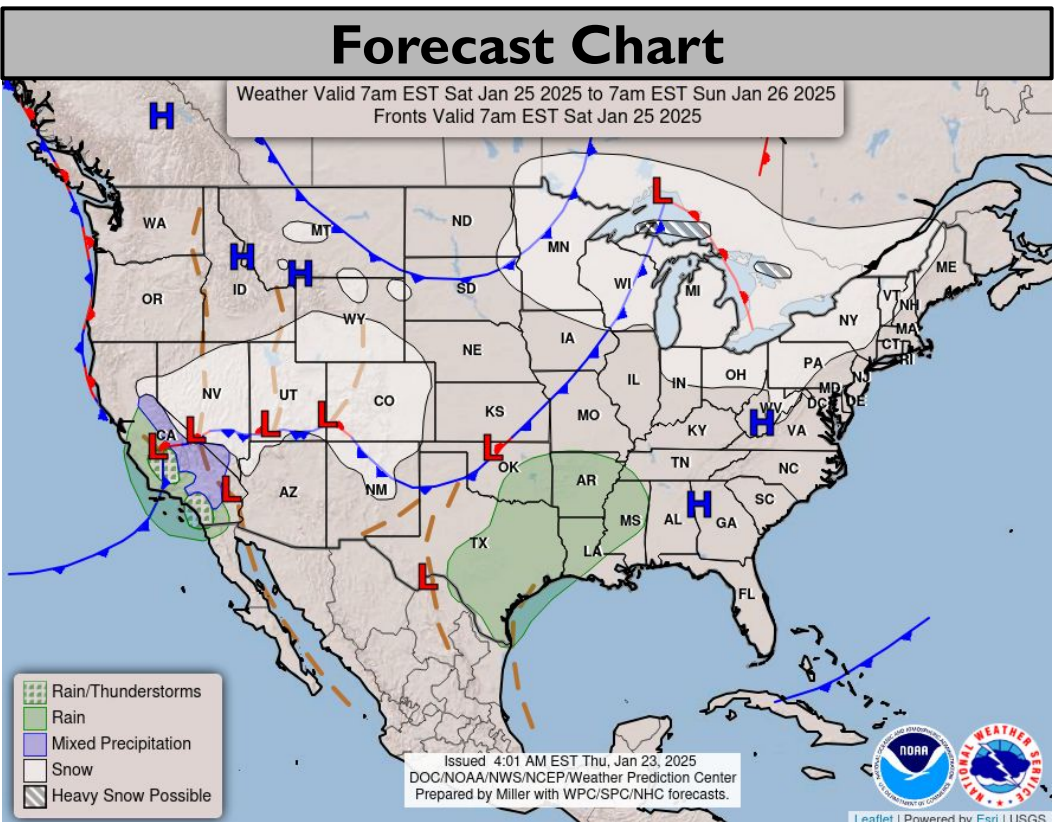 Forecast Chart
Weather Valid 7am EST Sat Jan 25 2025 to 7am EST Sun Jan 26 2025
Fronts Valid 7am EST Sat Jan 25 2025
H
L
WA
MT
ND
MN
ME
H
H
OR
ID
SD
WI
MI
VT
NH
WY
NY
MA
CT
RI
IA
NE
PA
NJ
OH
IL
IN
MD
DE
DC
NV
UT
CO
WV
H
VA
KS
MO
KY
L
L
L
L
CA
L
OK
TN
NC
AR
NM
AZ
L
H
SC
MS
AL
GA
TX
LA
L
FL
Rain/Thunderstorms
Rain
Mixed Precipitation
Snow
Heavy Snow Possible
Issued 4:01 AM EST Thu, Jan 23, 2025
DOC/NOAA/NWS/NCEP/Weather Prediction Center
Prepared by Miller with WPC/SPC/NHC forecasts.
NOAA
NATIONAL WEATHER SERVICE
Leaflet | Powered by Esri | USGS